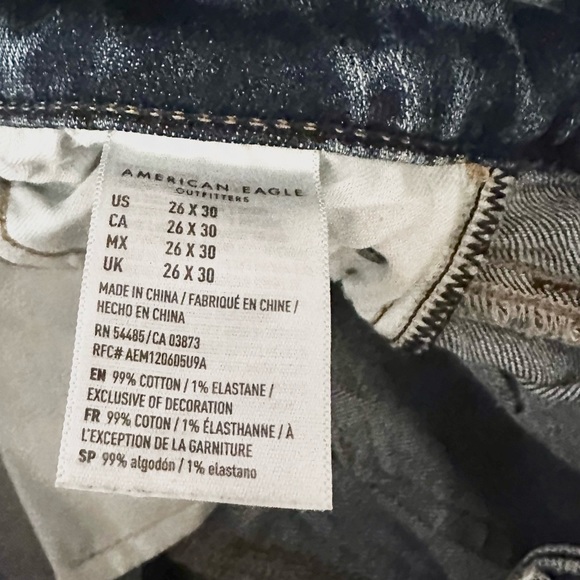 AMERICAN EAGLE
OUTFITTERS
US 26 X 30
CA 26 X 30
MX 26 X 30
UK 26 X 30
MADE IN CHINA / FABRIQUÉ EN CHINE /
HECHO EN CHINA
RN 54485 / CA 03873
RFC# AEM120605U9A
EN 99% COTTON / 1% ELASTANE /
EXCLUSIVE OF DECORATION
FR 99% COTON / 1% ÉLASTHANNE / À
L'EXCEPTION DE LA GARNITURE
SP 99% algodón / 1% elastano